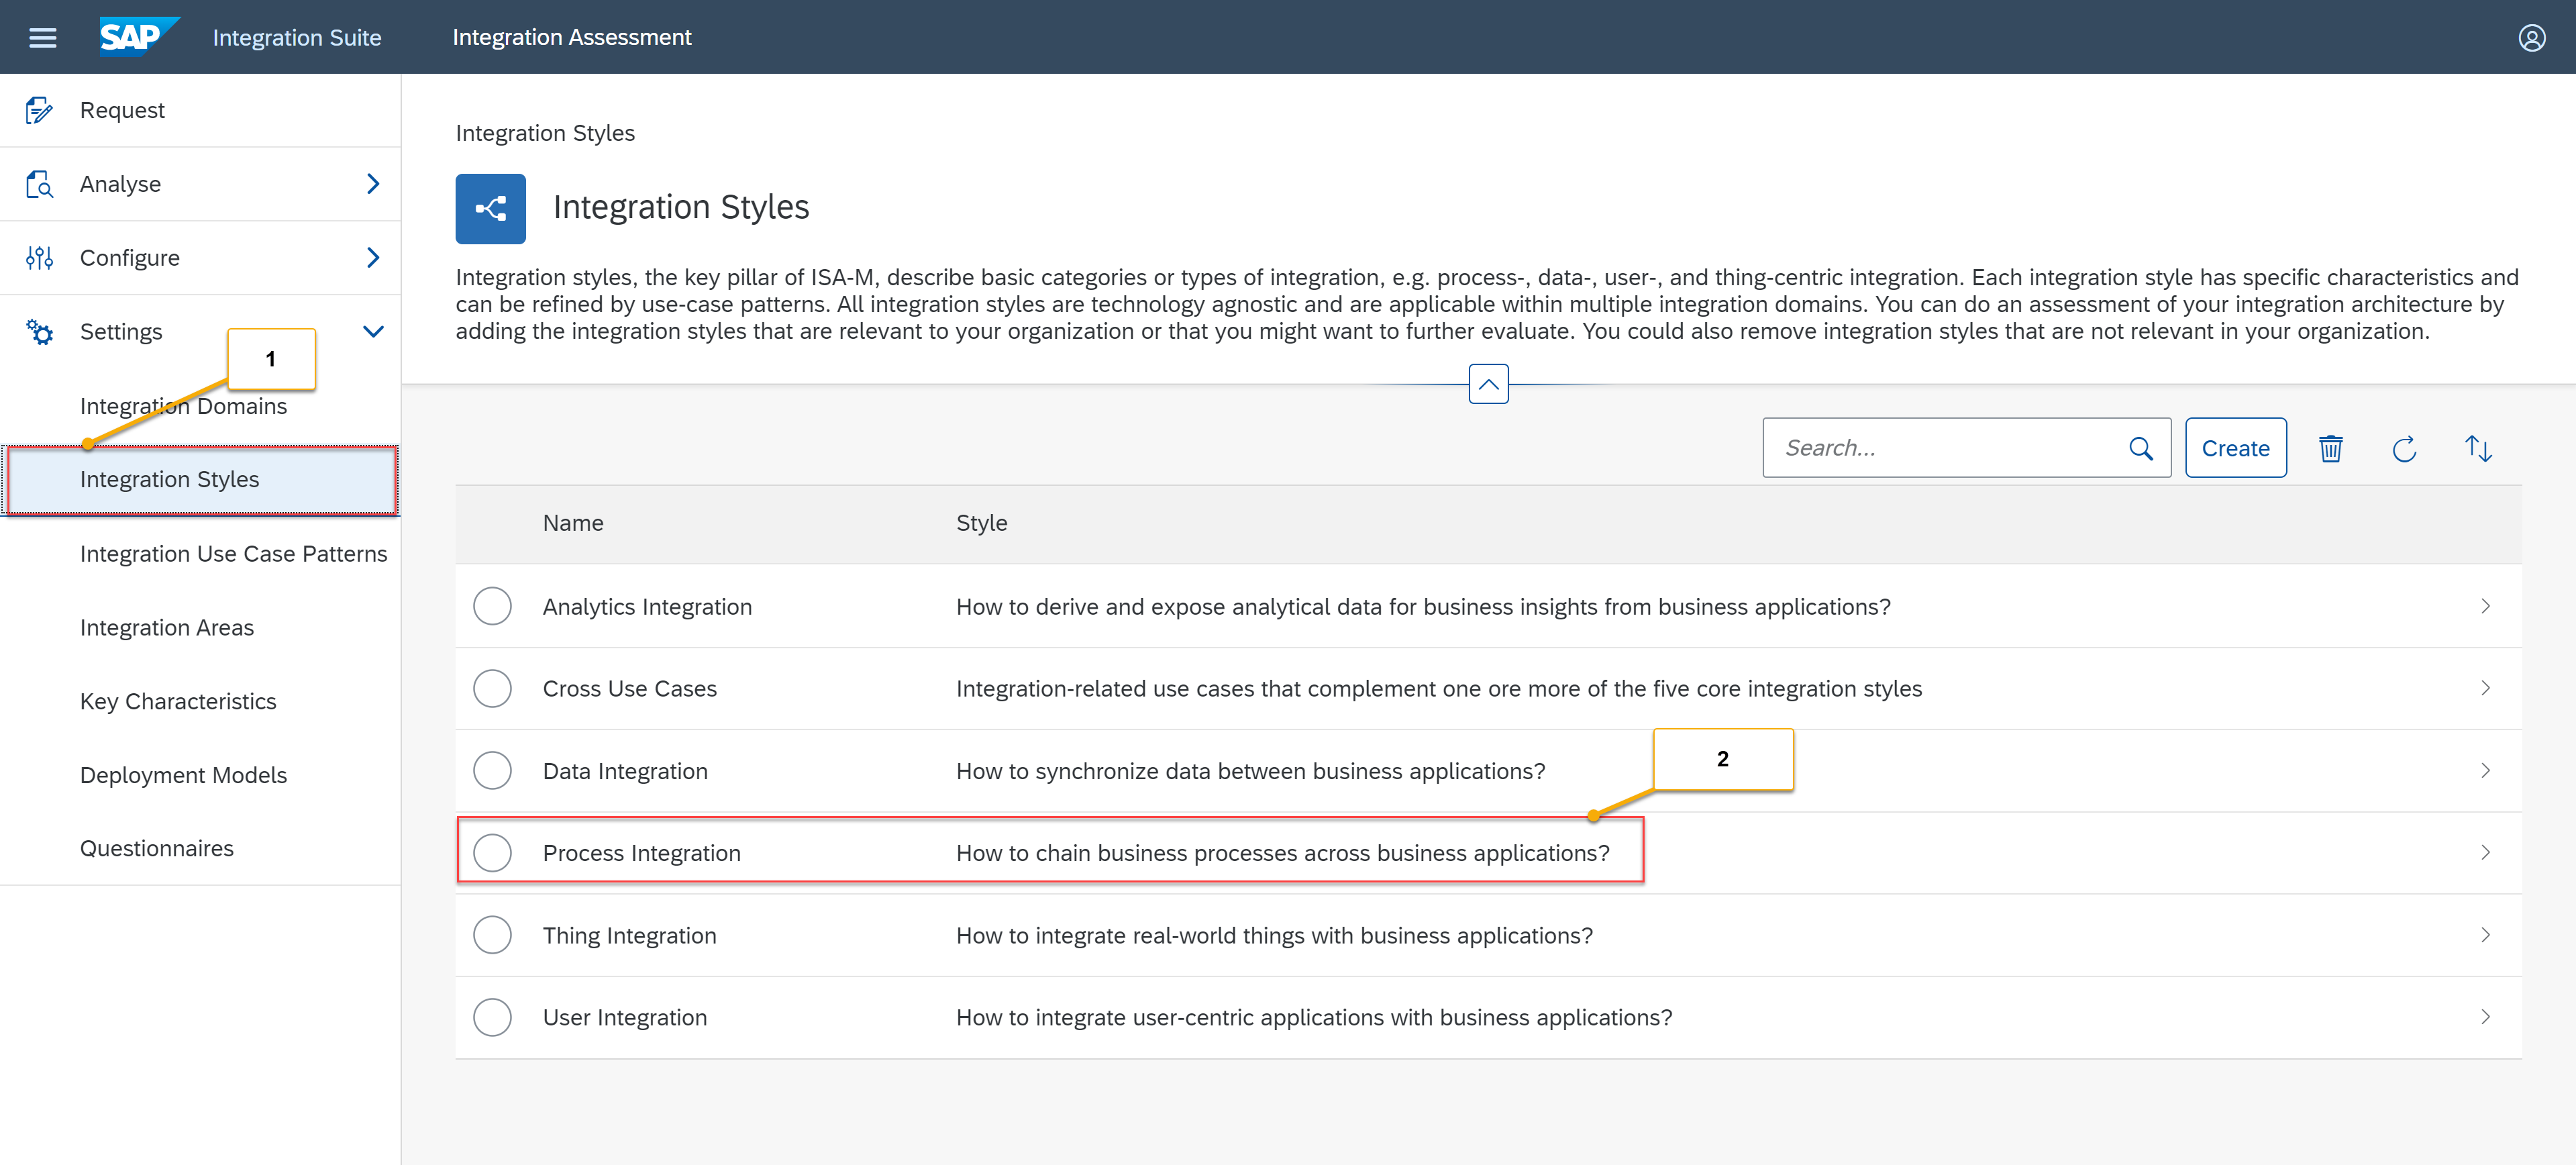 SAP Integration Suite Integration Assessment
Request
Analyse
Configure
Settings
1
Integration Domains
Integration Styles
Integration Use Case Patterns
Integration Areas
Key Characteristics
Deployment Models
Questionnaires
Integration Styles
Integration Styles
Integration styles, the key pillar of ISA-M, describe basic categories or types of integration, e.g. process-, data-, user-, and thing-centric integration. Each integration style has specific characteristics and
can be refined by use-case patterns. All integration styles are technology agnostic and are applicable within multiple integration domains. You can do an assessment of your integration architecture by
adding the integration styles that are relevant to your organization or that you might want to further evaluate. You could also remove integration styles that are not relevant in your organization.
Search... Create
Name Style
Analytics Integration How to derive and expose analytical data for business insights from business applications?
Cross Use Cases Integration-related use cases that complement one ore more of the five core integration styles
2
Data Integration How to synchronize data between business applications?
Process Integration How to chain business processes across business applications?
Thing Integration How to integrate real-world things with business applications?
User Integration How to integrate user-centric applications with business applications?